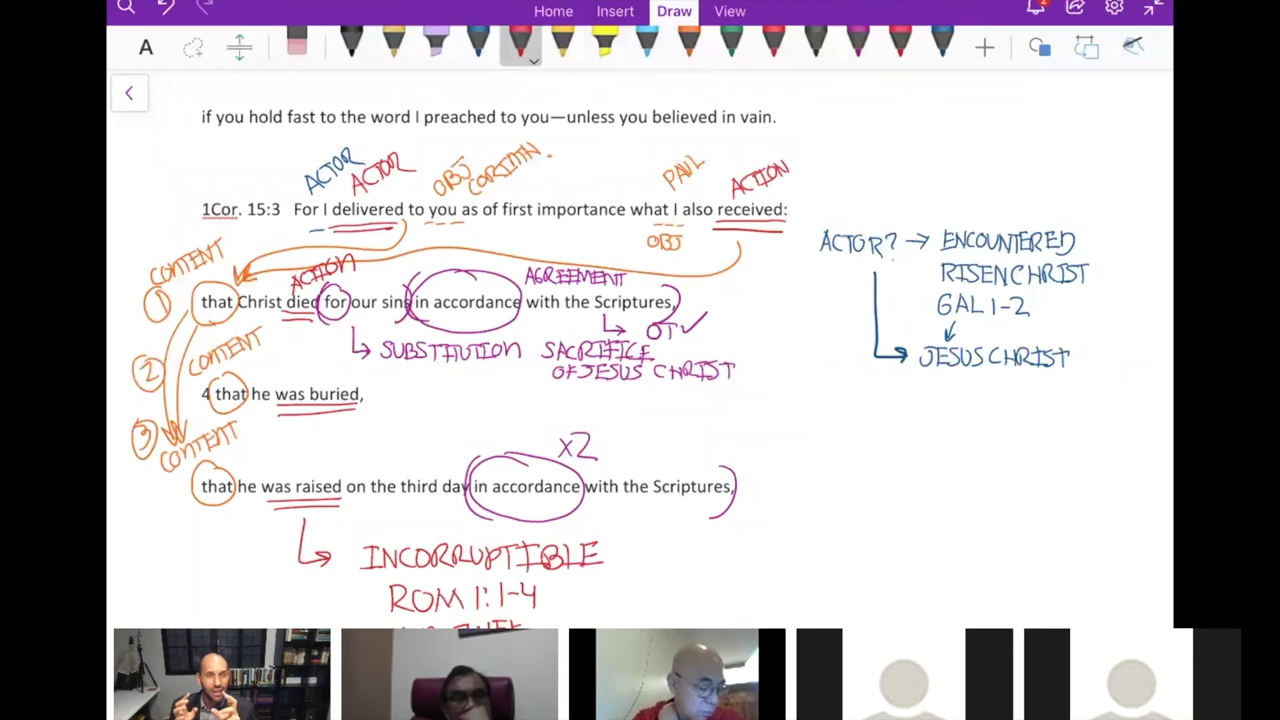 Home Insert Draw View
A
if you hold fast to the word I preached to you—unless you believed in vain.
ACTOR ACTOR OBJ CORINTH. PAUL ACTION
1Cor. 15:3 For I delivered to you as of first importance what I also received:
OBJ
ACTOR? → ENCOUNTERED
RISEN CHRIST
GAL 1-2
JESUS CHRIST
CONTENT ACTION AGREEMENT
1 that Christ died for our sins in accordance with the Scriptures,
OT ✓
SUBSTITUTION SACRIFICE
OF JESUS CHRIST
2 CONTENT
4 that he was buried,
3 CONTENT
x2
that he was raised on the third day in accordance with the Scriptures,
INCORRUPTIBLE
ROM 1:1-4